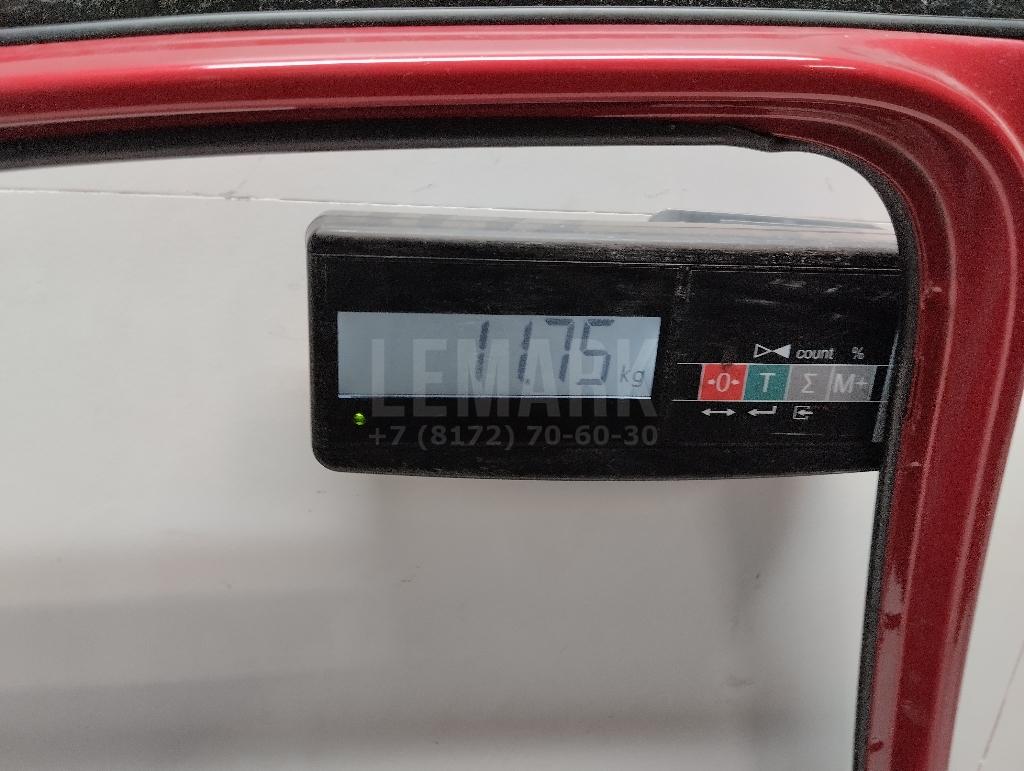 11.75 kg
LEMARK
+7 (8172) 70-60-30
count %
→0← T Σ M+